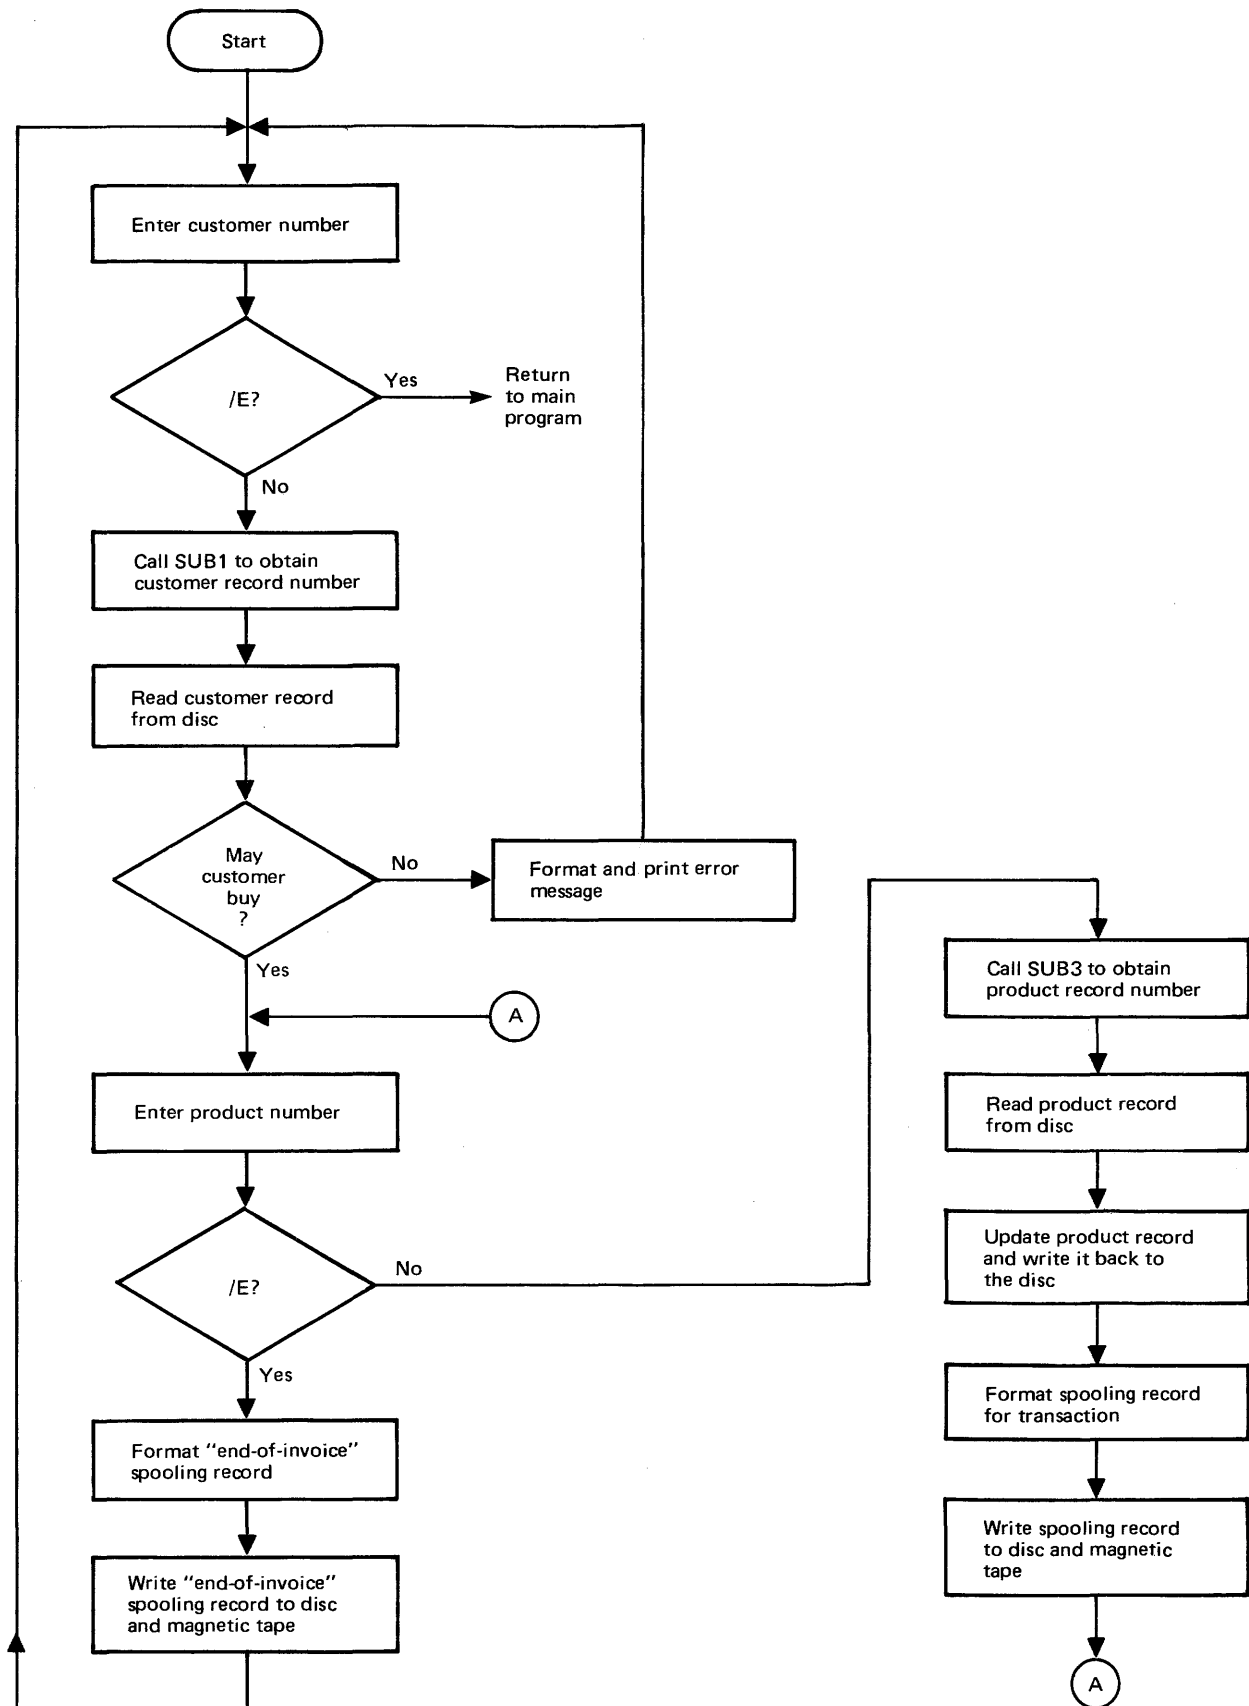 Start
Enter customer number
/E?
Yes
Return
to main
program
No
Call SUB1 to obtain
customer record number
Read customer record
from disc
May
customer
buy
?
No
Format and print error
message
Yes
A
Enter product number
/E?
No
Yes
Format "end-of-invoice"
spooling record
Write "end-of-invoice"
spooling record to disc
and magnetic tape
Call SUB3 to obtain
product record number
Read product record
from disc
Update product record
and write it back to
the disc
Format spooling record
for transaction
Write spooling record
to disc and magnetic
tape
A